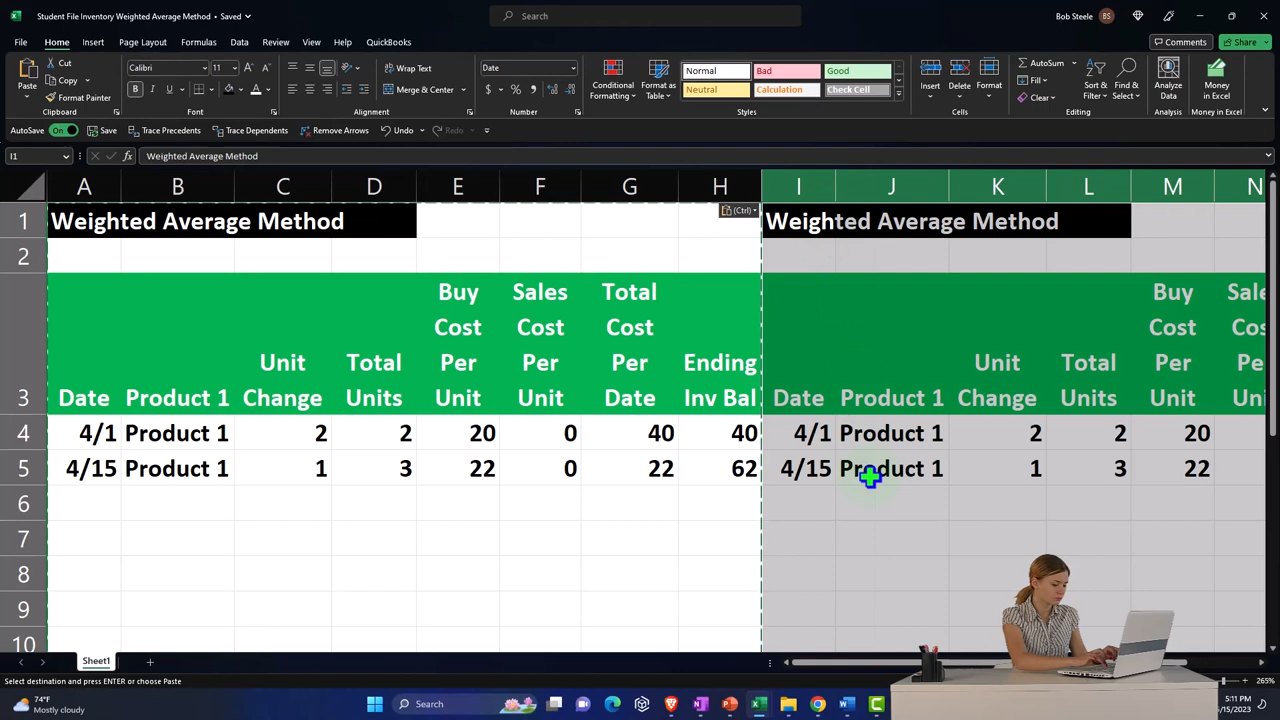 Student File Inventory Weighted Average Method • Saved
Search
Bob Steele BS
File Home Insert Page Layout Formulas Data Review View Help QuickBooks
Comments Share
Paste
Cut
Copy
Format Painter
Clipboard
Calibri 11
B I U A
Font
Wrap Text
Merge & Center
Alignment
Date
$ % 
Number
Conditional Formatting
Format as Table
Normal Bad Good
Neutral Calculation Check Cell
Styles
Insert Delete Format
Cells
AutoSum
Fill
Clear
Sort & Filter
Find & Select
Editing
Analyze Data
Analysis
Money in Excel
Money in Excel
AutoSave On Save Trace Precedents Trace Dependents Remove Arrows Undo Redo
I1 fx Weighted Average Method
A B C D E F G H I J K L M N
1 Weighted Average Method (Ctrl) Weighted Average Method
2
Buy Sales Total Buy Sale
Cost Cost Cost Cost Cos
Unit Total Per Per Per Ending Unit Total Per Pe
3 Date Product 1 Change Units Unit Unit Date Inv Bal Date Product 1 Change Units Unit Un
4 4/1 Product 1 2 2 20 0 40 40 4/1 Product 1 2 2 20
5 4/15 Product 1 1 3 22 0 22 62 4/15 Product 1 1 3 22
6
7
8
9
10
Sheet1
Select destination and press ENTER or choose Paste
265%
74°F
Mostly cloudy
Search
5:11 PM
/15/2023